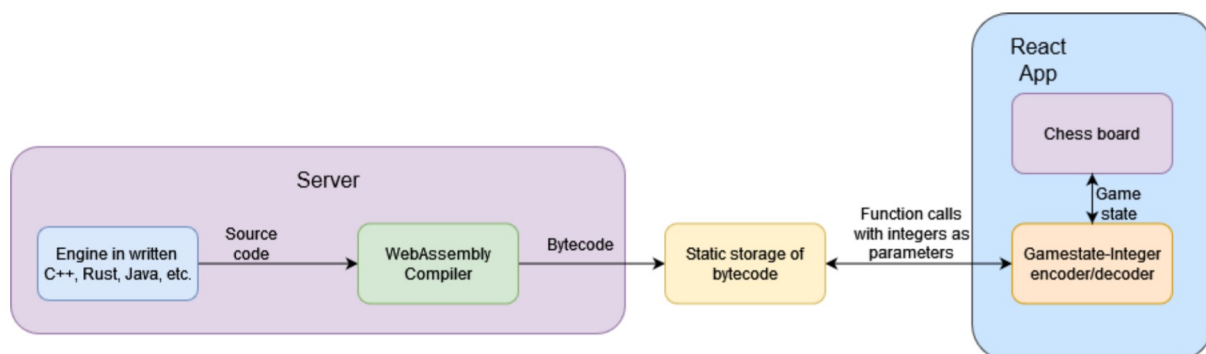 React
App
Chess board
Server
Game
state
Function calls
with integers as
parameters
Source
code
Bytecode
Engine in written
C++, Rust, Java, etc.
WebAssembly
Compiler
Static storage of
bytecode
Gamestate-Integer
encoder/decoder